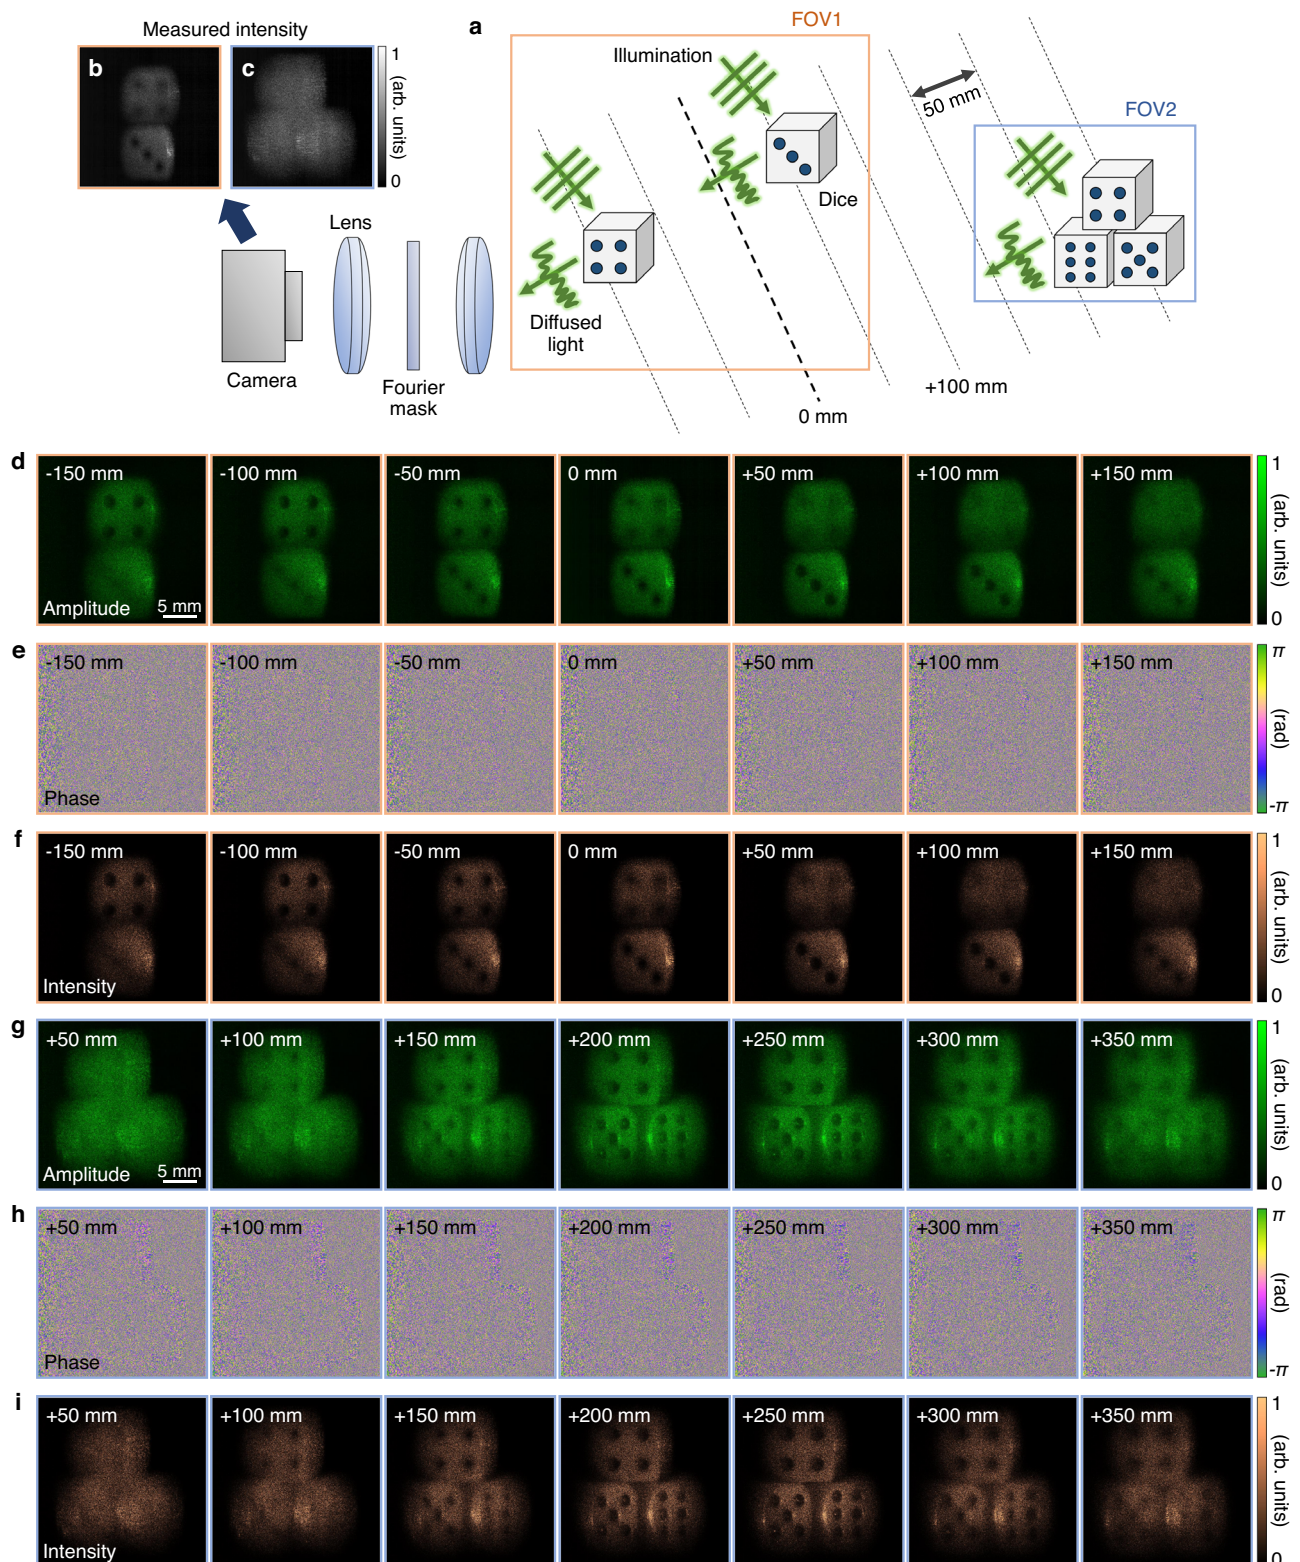 Measured intensity
b
c
1
(arb. units)
0
a
FOV1
Illumination
Dice
Diffused
light
50 mm
FOV2
Lens
Camera
Fourier
mask
0 mm
+100 mm
d
-150 mm
-100 mm
-50 mm
0 mm
+50 mm
+100 mm
+150 mm
Amplitude
5 mm
1
(arb. units)
0
e
-150 mm
-100 mm
-50 mm
0 mm
+50 mm
+100 mm
+150 mm
Phase
π
(rad)
-π
f
-150 mm
-100 mm
-50 mm
0 mm
+50 mm
+100 mm
+150 mm
Intensity
1
(arb. units)
0
g
+50 mm
+100 mm
+150 mm
+200 mm
+250 mm
+300 mm
+350 mm
Amplitude
5 mm
1
(arb. units)
0
h
+50 mm
+100 mm
+150 mm
+200 mm
+250 mm
+300 mm
+350 mm
Phase
π
(rad)
-π
i
+50 mm
+100 mm
+150 mm
+200 mm
+250 mm
+300 mm
+350 mm
Intensity
1
(arb. units)
0